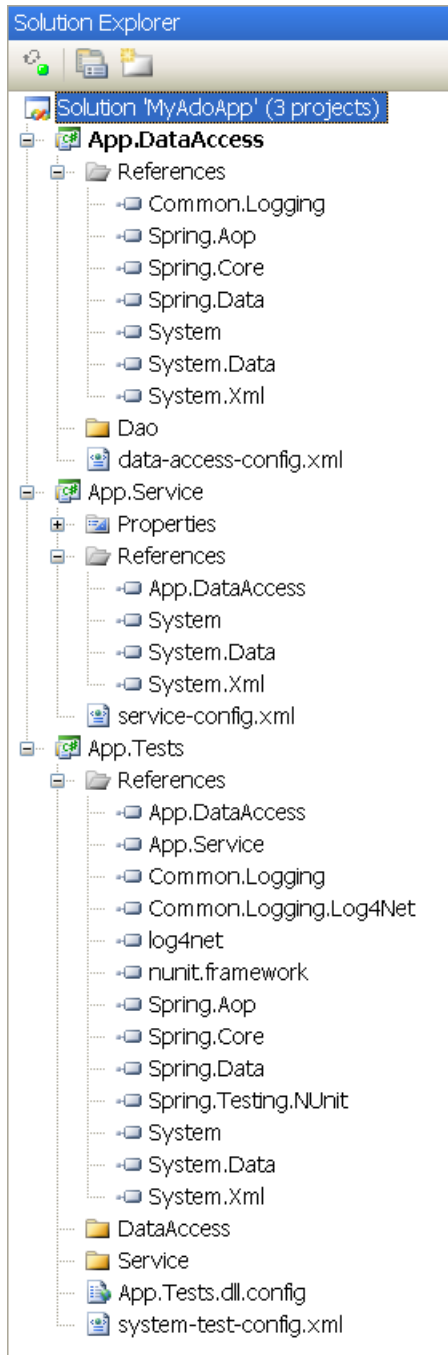 Solution Explorer
Solution 'MyAdoApp' (3 projects)
App.DataAccess
References
Common.Logging
Spring.Aop
Spring.Core
Spring.Data
System
System.Data
System.Xml
Dao
data-access-config.xml
App.Service
Properties
References
App.DataAccess
System
System.Data
System.Xml
service-config.xml
App.Tests
References
App.DataAccess
App.Service
Common.Logging
Common.Logging.Log4Net
log4net
nunit.framework
Spring.Aop
Spring.Core
Spring.Data
Spring.Testing.NUnit
System
System.Data
System.Xml
DataAccess
Service
App.Tests.dll.config
system-test-config.xml